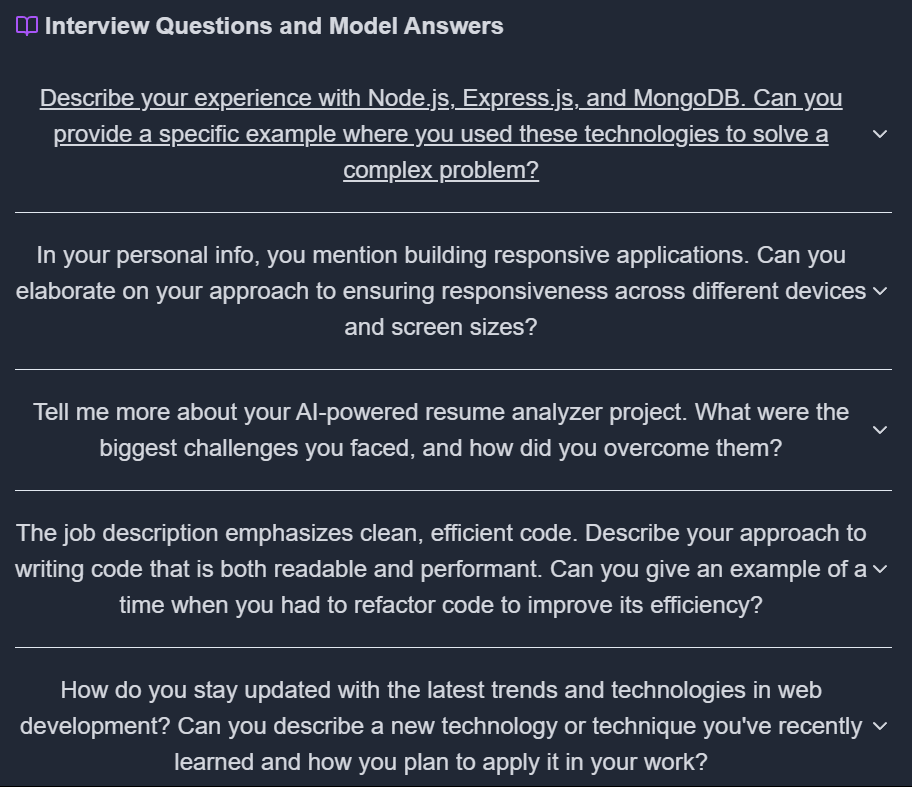 Interview Questions and Model Answers
Describe your experience with Node.js, Express.js, and MongoDB. Can you
provide a specific example where you used these technologies to solve a
complex problem?
In your personal info, you mention building responsive applications. Can you
elaborate on your approach to ensuring responsiveness across different devices
and screen sizes?
Tell me more about your AI-powered resume analyzer project. What were the
biggest challenges you faced, and how did you overcome them?
The job description emphasizes clean, efficient code. Describe your approach to
writing code that is both readable and performant. Can you give an example of a
time when you had to refactor code to improve its efficiency?
How do you stay updated with the latest trends and technologies in web
development? Can you describe a new technology or technique you've recently
learned and how you plan to apply it in your work?